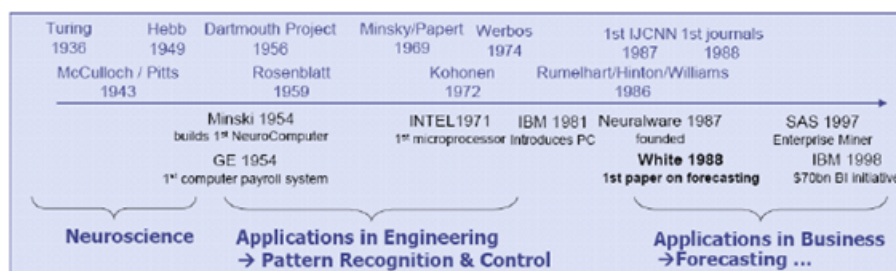 Turing Hebb Dartmouth Project Minsky/Papert Werbos 1st IJCNN 1st journals
1936 1949 1956 1969 1974 1987 1988
McCulloch / Pitts Rosenblatt Kohonen Rumelhart/Hinton/Williams
1943 1959 1972 1986
Minski 1954 INTEL1971 IBM 1981 Neuralware 1987 SAS 1997
builds 1st NeuroComputer 1st microprocessor Introduces PC founded Enterprise Miner
GE 1954 White 1988 IBM 1998
1st computer payroll system 1st paper on forecasting $70bn BI initiative
Neuroscience Applications in Engineering Applications in Business
→ Pattern Recognition & Control →Forecasting ...